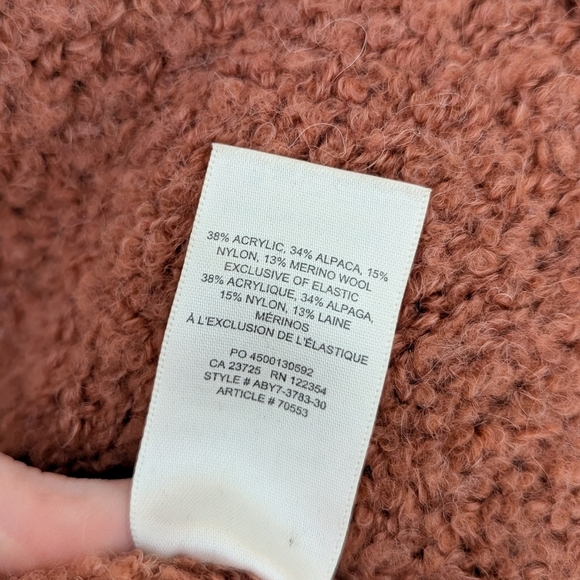 38% ACRYLIC, 34% ALPACA, 15%
NYLON, 13% MERINO WOOL
EXCLUSIVE OF ELASTIC
38% ACRYLIQUE, 34% ALPAGA,
15% NYLON, 13% LAINE
MÉRINOS
À L'EXCLUSION DE L'ÉLASTIQUE
PO 4500130592
CA 23725 RN 122354
STYLE # ABY7-3783-30
ARTICLE # 70553